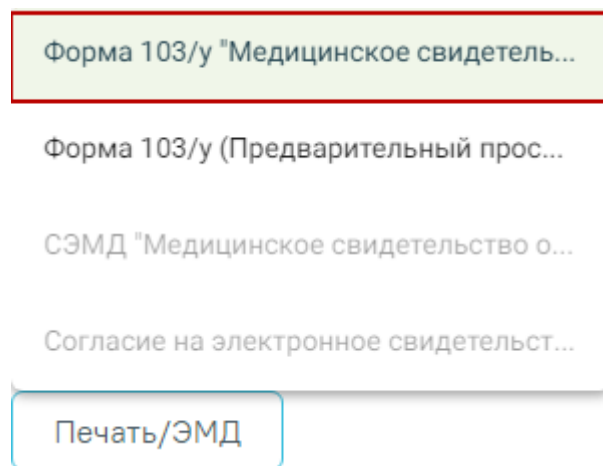 Форма 103/у "Медицинское свидетель...
Форма 103/у (Предварительный прос...
СЭМД "Медицинское свидетельство о...
Согласие на электронное свидетельст...
Печать/ЭМД